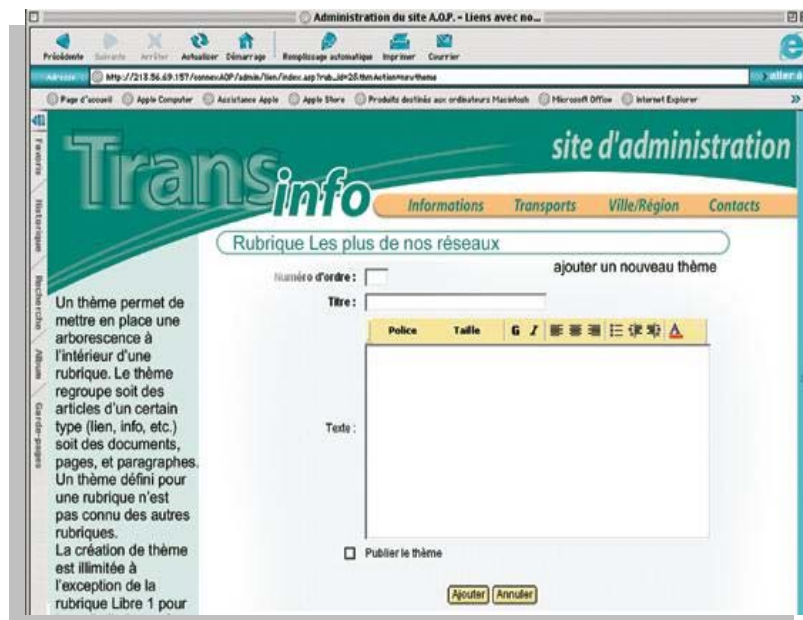 Administration du site A.O.P. - Liens avec no...
Précédente Suivante Arrêter Actualiser Démarrage Remplissage automatique Imprimer Courrier
Adresse :
Page d'accueil Apple Computer Assistance Apple Apple Store Produits destinés aux ordinateurs Macintosh Microsoft Office Internet Explorer
Favoris
Historique
Recherche
Album
Garde-pages
Trans info
site d'administration
Informations Transports Ville/Région Contacts
Rubrique Les plus de nos réseaux
ajouter un nouveau thème
Numéro d'ordre :
Titre :
Police Taille G I A
Texte :
Publier le thème
Ajouter Annuler
Un thème permet de
mettre en place une
arborescence à
l'intérieur d'une
rubrique. Le thème
regroupe soit des
articles d'un certain
type (lien, info, etc.)
soit des documents,
pages, et paragraphes.
Un thème défini pour
une rubrique n'est
pas connu des autres
rubriques.
La création de thème
est illimitée à
l'exception de la
rubrique Libre 1 pour